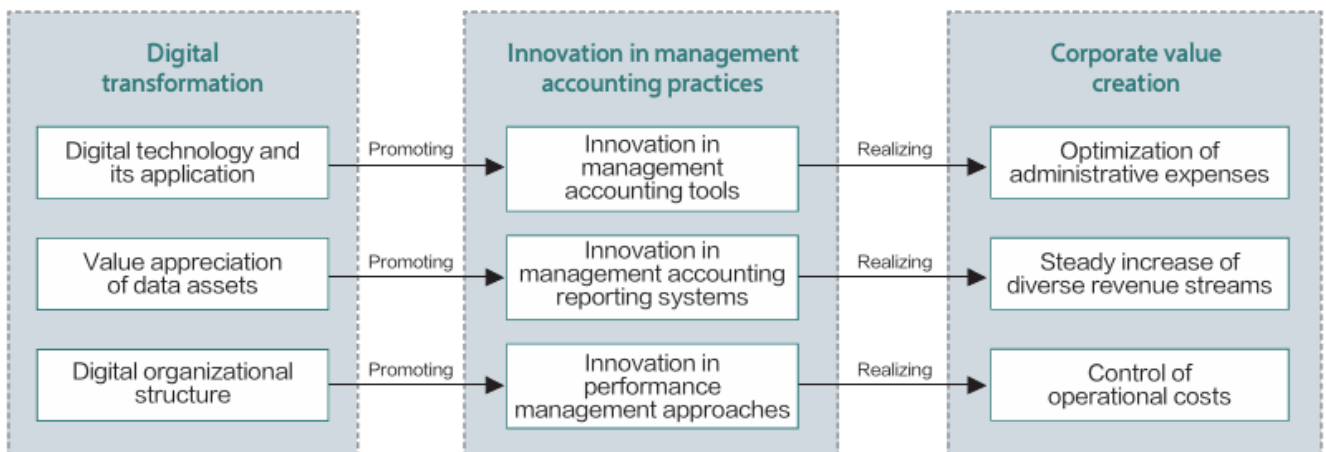 Digital
transformation
Digital technology and
its application
Value appreciation
of data assets
Digital organizational
structure
Promoting
Promoting
Promoting
Innovation in management
accounting practices
Innovation in
management
accounting tools
Innovation in
management accounting
reporting systems
Innovation in
performance
management approaches
Realizing
Realizing
Realizing
Corporate value
creation
Optimization of
administrative expenses
Steady increase of
diverse revenue streams
Control of
operational costs